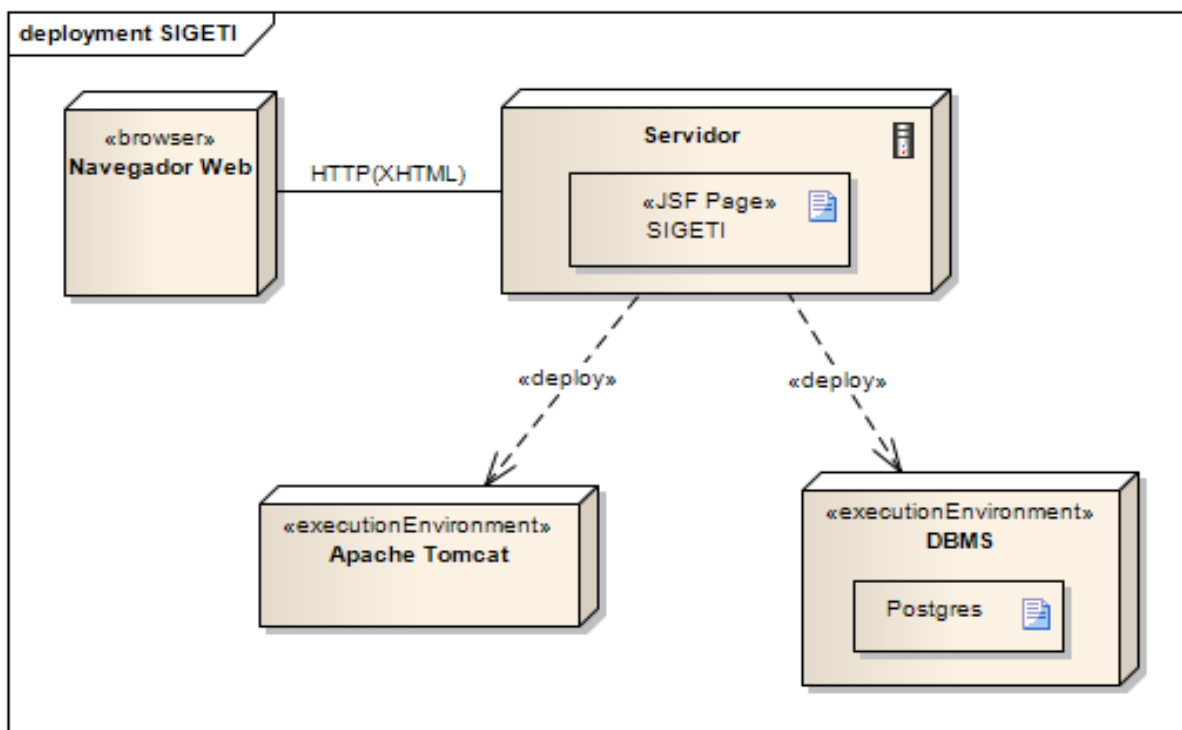 deployment SIGETI
«browser»
Navegador Web
HTTP(XHTML)
Servidor
«JSF Page»
SIGETI
«deploy»
«deploy»
«executionEnvironment»
Apache Tomcat
«executionEnvironment»
DBMS
Postgres